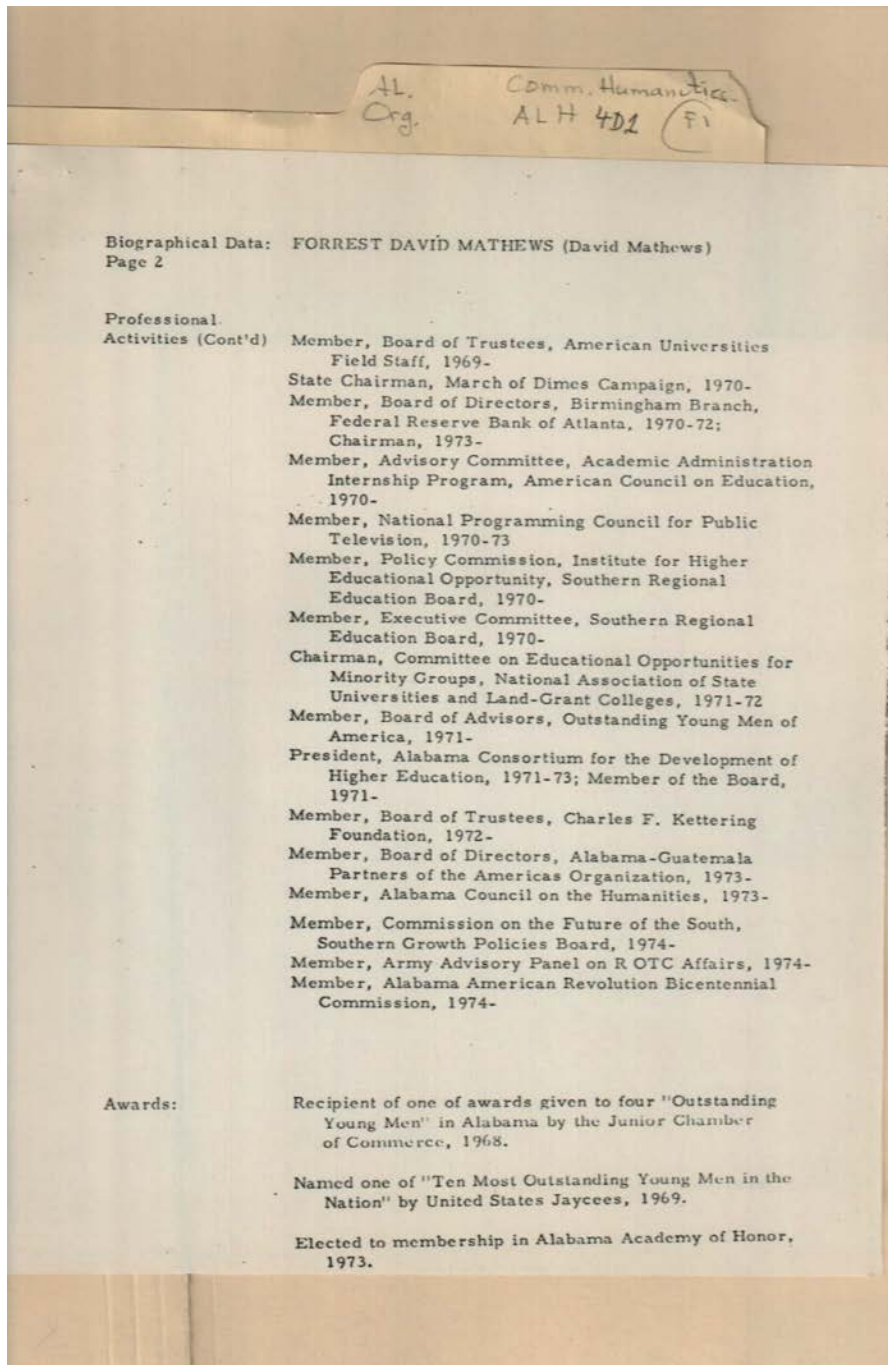 AL. Comm. Humanities.
Org. ALH 4D1 F1
Biographical Data: FORREST DAVID MATHEWS (David Mathews)
Page 2
Professional
Activities (Cont'd) Member, Board of Trustees, American Universities
Field Staff, 1969-
State Chairman, March of Dimes Campaign, 1970-
Member, Board of Directors, Birmingham Branch,
Federal Reserve Bank of Atlanta, 1970-72;
Chairman, 1973-
Member, Advisory Committee, Academic Administration
Internship Program, American Council on Education,
1970-
Member, National Programming Council for Public
Television, 1970-73
Member, Policy Commission, Institute for Higher
Educational Opportunity, Southern Regional
Education Board, 1970-
Member, Executive Committee, Southern Regional
Education Board, 1970-
Chairman, Committee on Educational Opportunities for
Minority Groups, National Association of State
Universities and Land-Grant Colleges, 1971-72
Member, Board of Advisors, Outstanding Young Men of
America, 1971-
President, Alabama Consortium for the Development of
Higher Education, 1971-73; Member of the Board,
1971-
Member, Board of Trustees, Charles F. Kettering
Foundation, 1972-
Member, Board of Directors, Alabama-Guatemala
Partners of the Americas Organization, 1973-
Member, Alabama Council on the Humanities, 1973-
Member, Commission on the Future of the South,
Southern Growth Policies Board, 1974-
Member, Army Advisory Panel on ROTC Affairs, 1974-
Member, Alabama American Revolution Bicentennial
Commission, 1974-
Awards: Recipient of one of awards given to four "Outstanding
Young Men" in Alabama by the Junior Chamber
of Commerce, 1968.
Named one of "Ten Most Outstanding Young Men in the
Nation" by United States Jaycees, 1969.
Elected to membership in Alabama Academy of Honor,
1973.